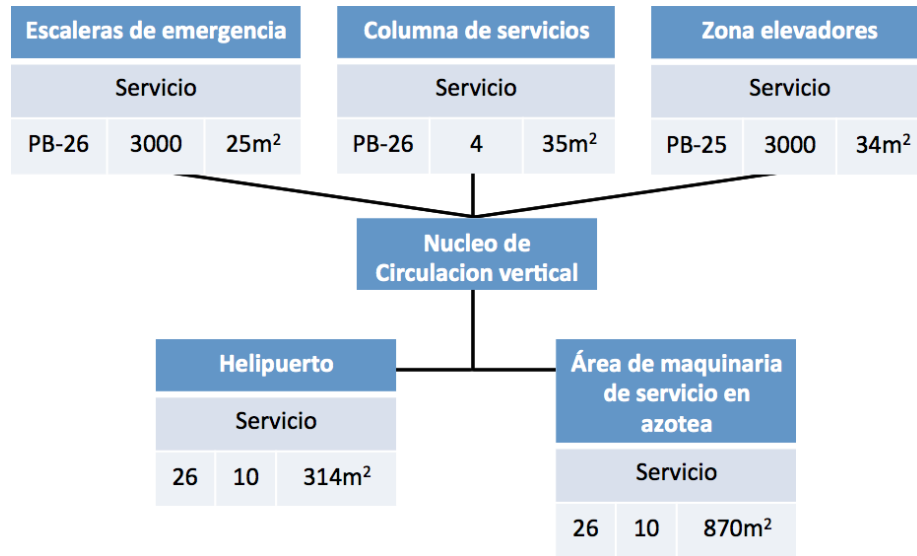 Escaleras de emergencia
Servicio
PB-26 3000 25m²
Columna de servicios
Servicio
PB-26 4 35m²
Zona elevadores
Servicio
PB-25 3000 34m²
Nucleo de
Circulacion vertical
Helipuerto
Servicio
26 10 314m²
Área de maquinaria
de servicio en
azotea
Servicio
26 10 870m²